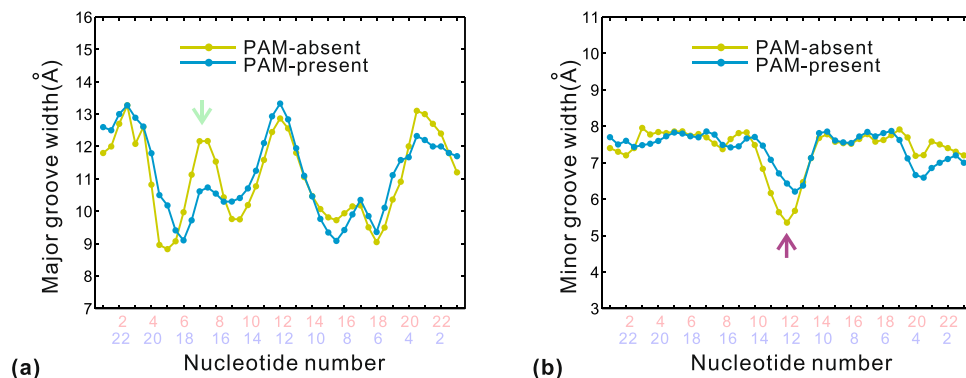 16
15
14
13
12
11
10
9
8
7
Major groove width(Å)
PAM-absent
PAM-present
2 4 6 8 10 12 14 16 18 20 22
22 20 18 16 14 12 10 8 6 4 2
Nucleotide number
(a)
11
10
9
8
7
6
5
4
3
Minor groove width(Å)
PAM-absent
PAM-present
2 4 6 8 10 12 14 16 18 20 22
22 20 18 16 14 12 10 8 6 4 2
Nucleotide number
(b)